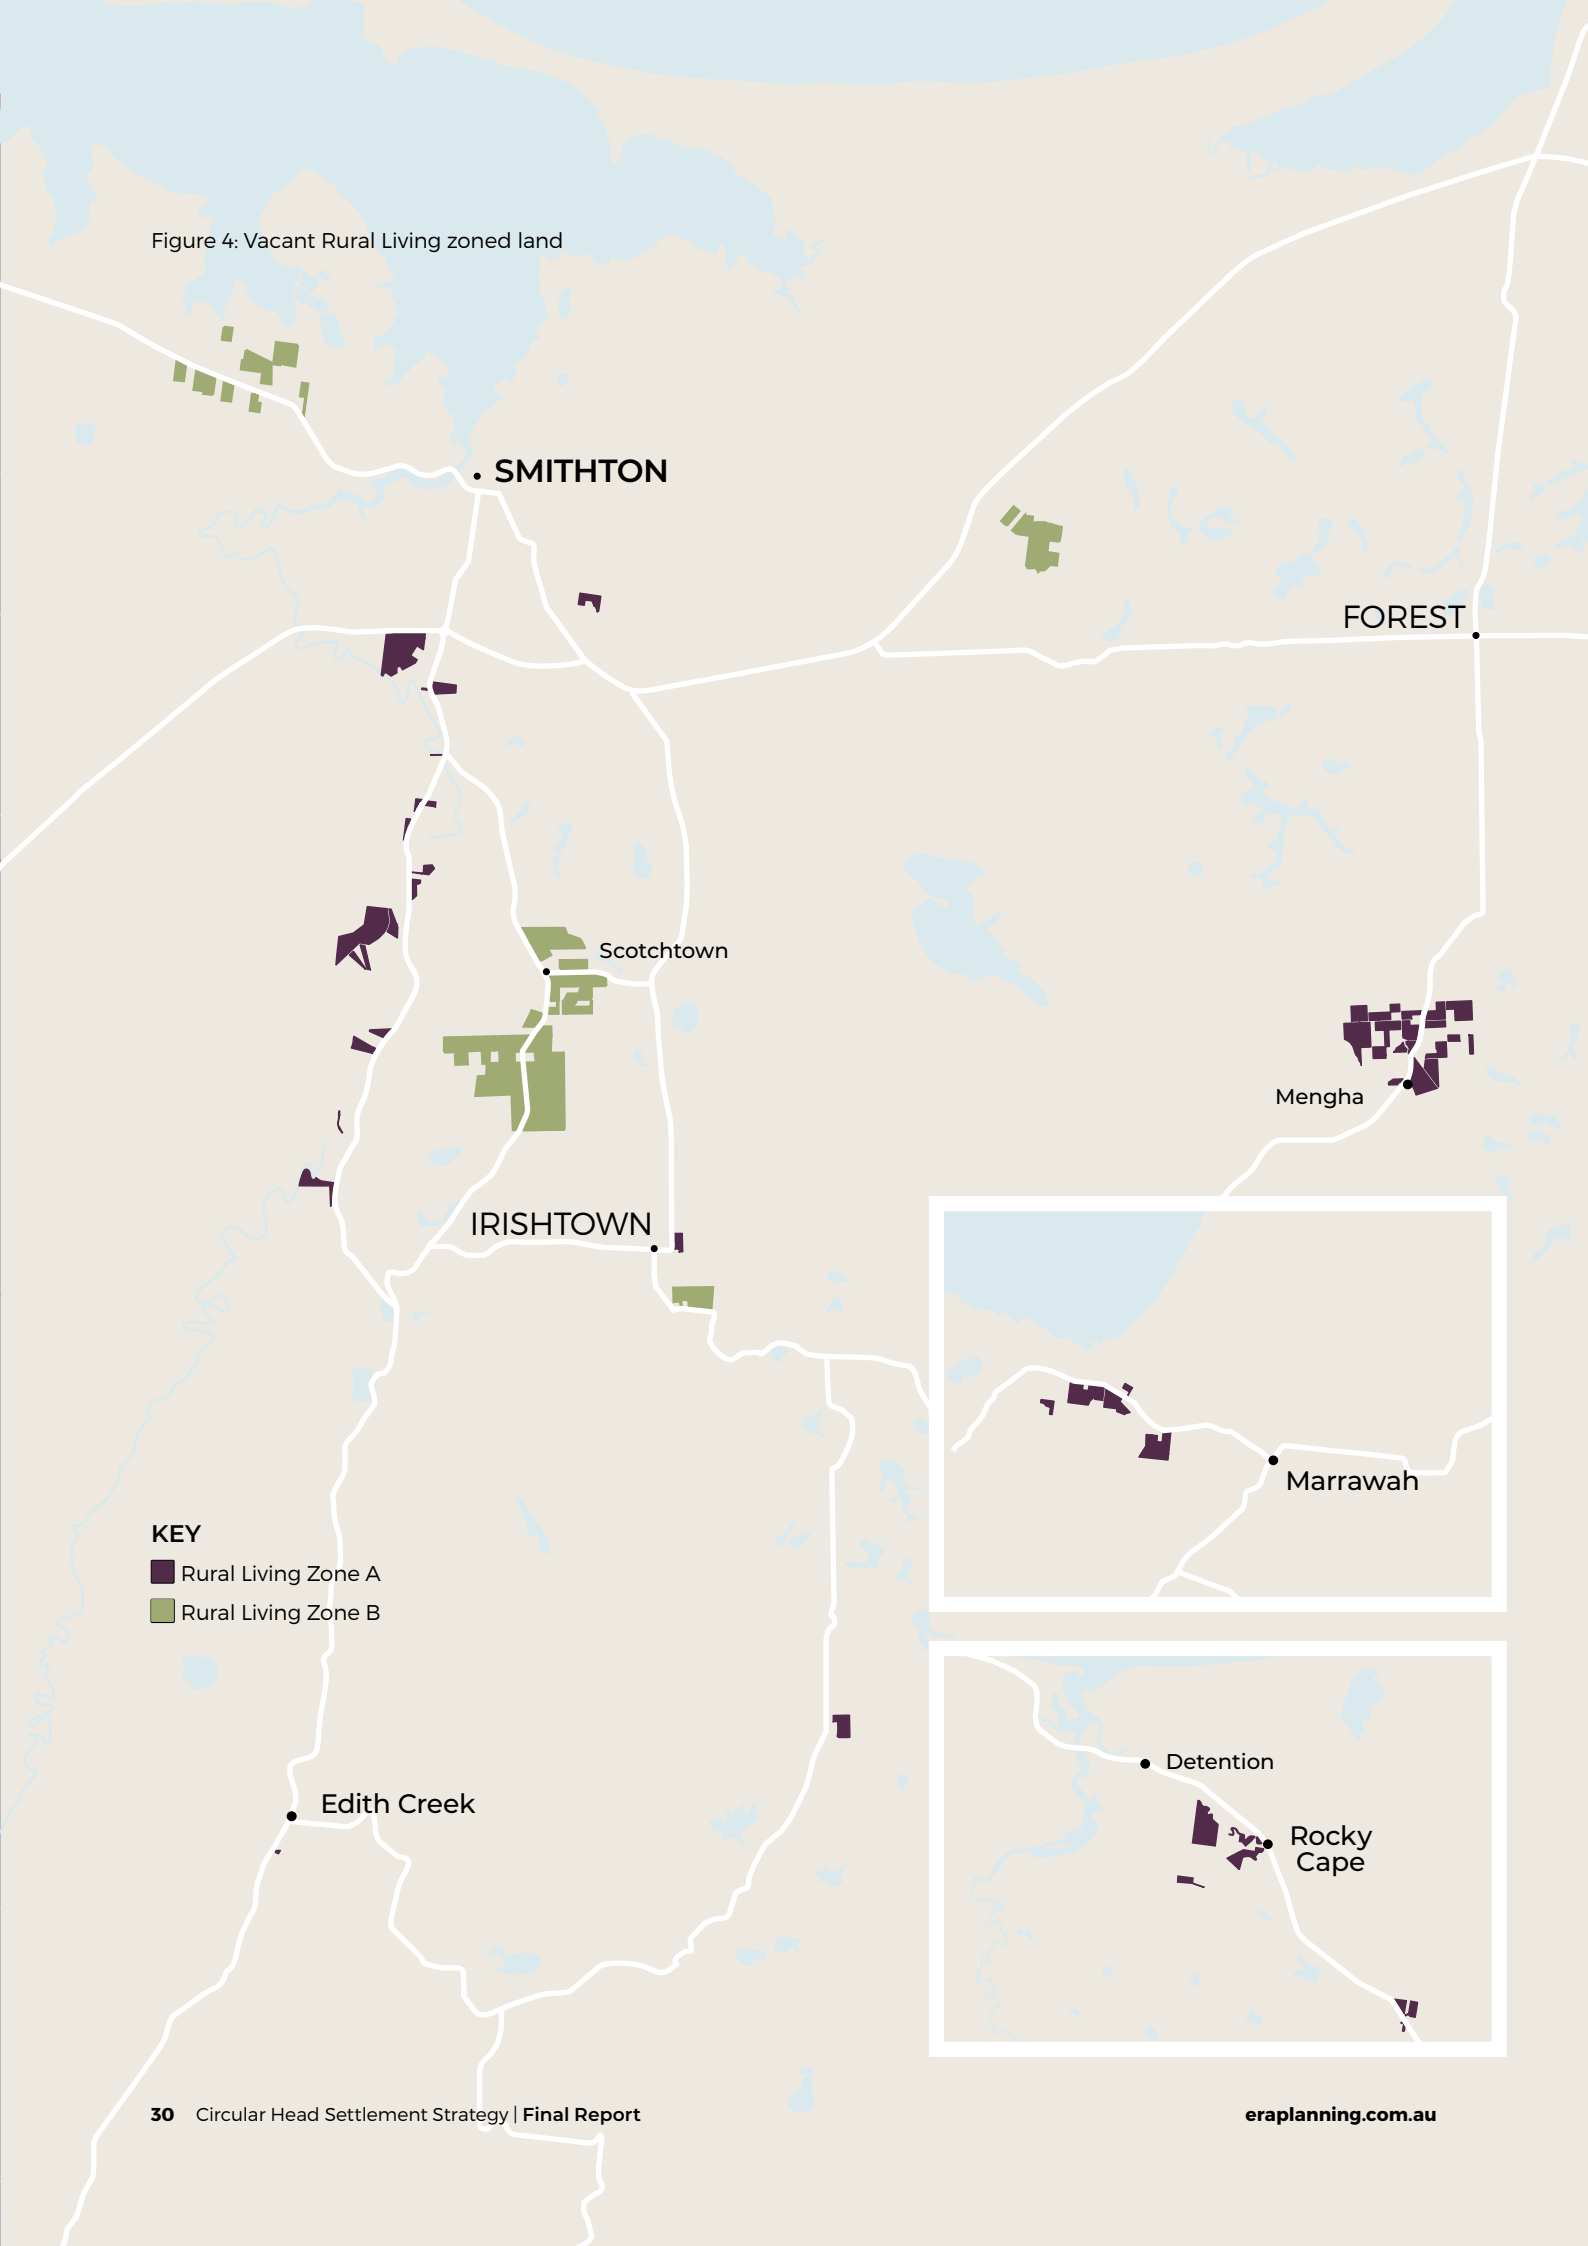 Figure 4: Vacant Rural Living zoned land
SMITHTON
FOREST
Scotchtown
Mengha
IRISHTOWN
Marrawah
KEY
Rural Living Zone A
Rural Living Zone B
Detention
Edith Creek
Rocky
Cape
30 Circular Head Settlement Strategy | Final Report
eraplanning.com.au